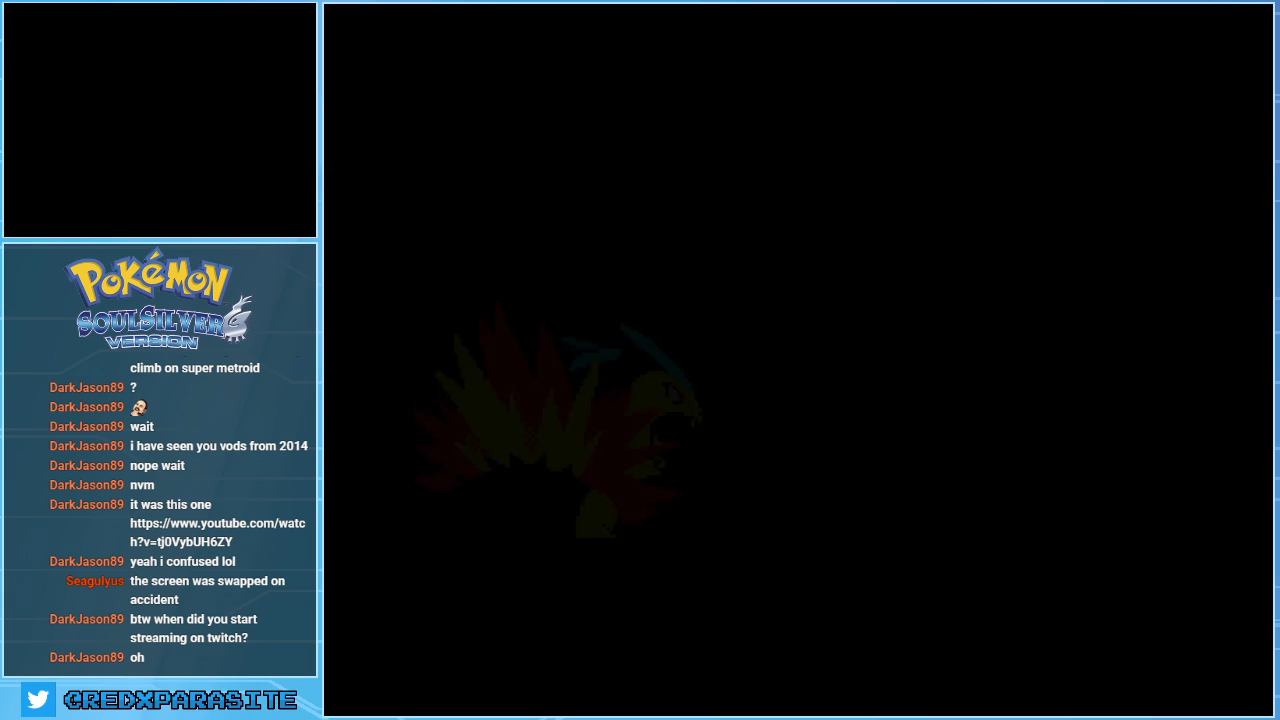 POKéMON
SOULSILVER
VERSION
climb on super metroid
DarkJason89 ?
DarkJason89
DarkJason89 wait
DarkJason89 i have seen you vods from 2014
DarkJason89 nope wait
DarkJason89 nvm
DarkJason89 it was this one
https://www.youtube.com/watc
h?v=tj0VybUH6ZY
DarkJason89 yeah i confused lol
Seagulyus the screen was swapped on
accident
DarkJason89 btw when did you start
streaming on twitch?
DarkJason89 oh
CREDXPARASITE